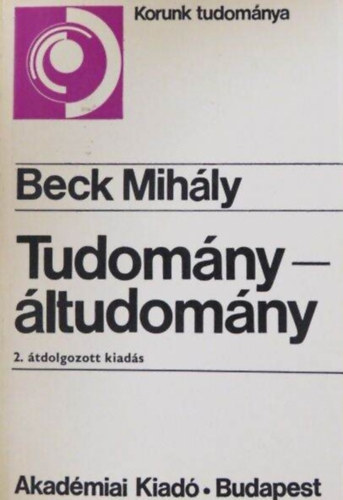 Korunk tudománya
Beck Mihály
Tudomány –
áltudomány
2. átdolgozott kiadás
Akadémiai Kiadó • Budapest